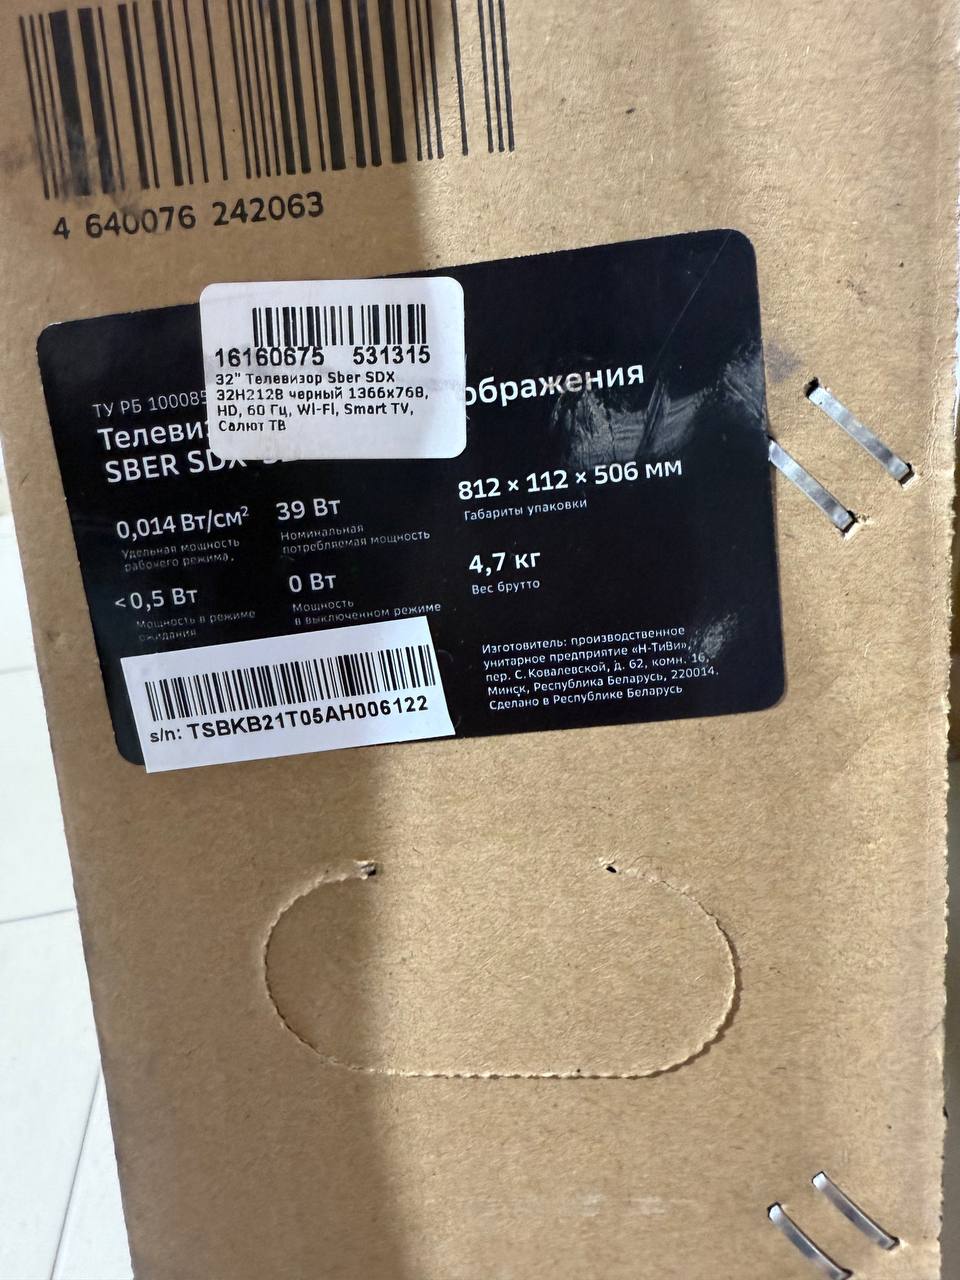 4 640076 242063
16160675 531315
32" Телевизор Sber SDX
32H2128 черный 1366x768,
HD, 60 Гц, WI-FI, Smart TV,
Салют ТВ
ТУ РБ 100085
ображения
Телеви
SBER SDX
0,014 Вт/см²
Удельная мощность
рабочего режима,
39 Вт
Номинальная
потребляемая мощность
<0,5 Вт
Мощность в режиме
ожидания
0 Вт
Мощность
в выключенном режиме
812 × 112 × 506 мм
Габариты упаковки
4,7 кг
Вес брутто
Изготовитель: производственное
унитарное предприятие «Н-ТиВи»,
пер. С.Ковалевской, д. 62, комн. 16,
Минск, Республика Беларусь, 220014,
Сделано в Республике Беларусь
s/n: TSBKB21T05AH006122